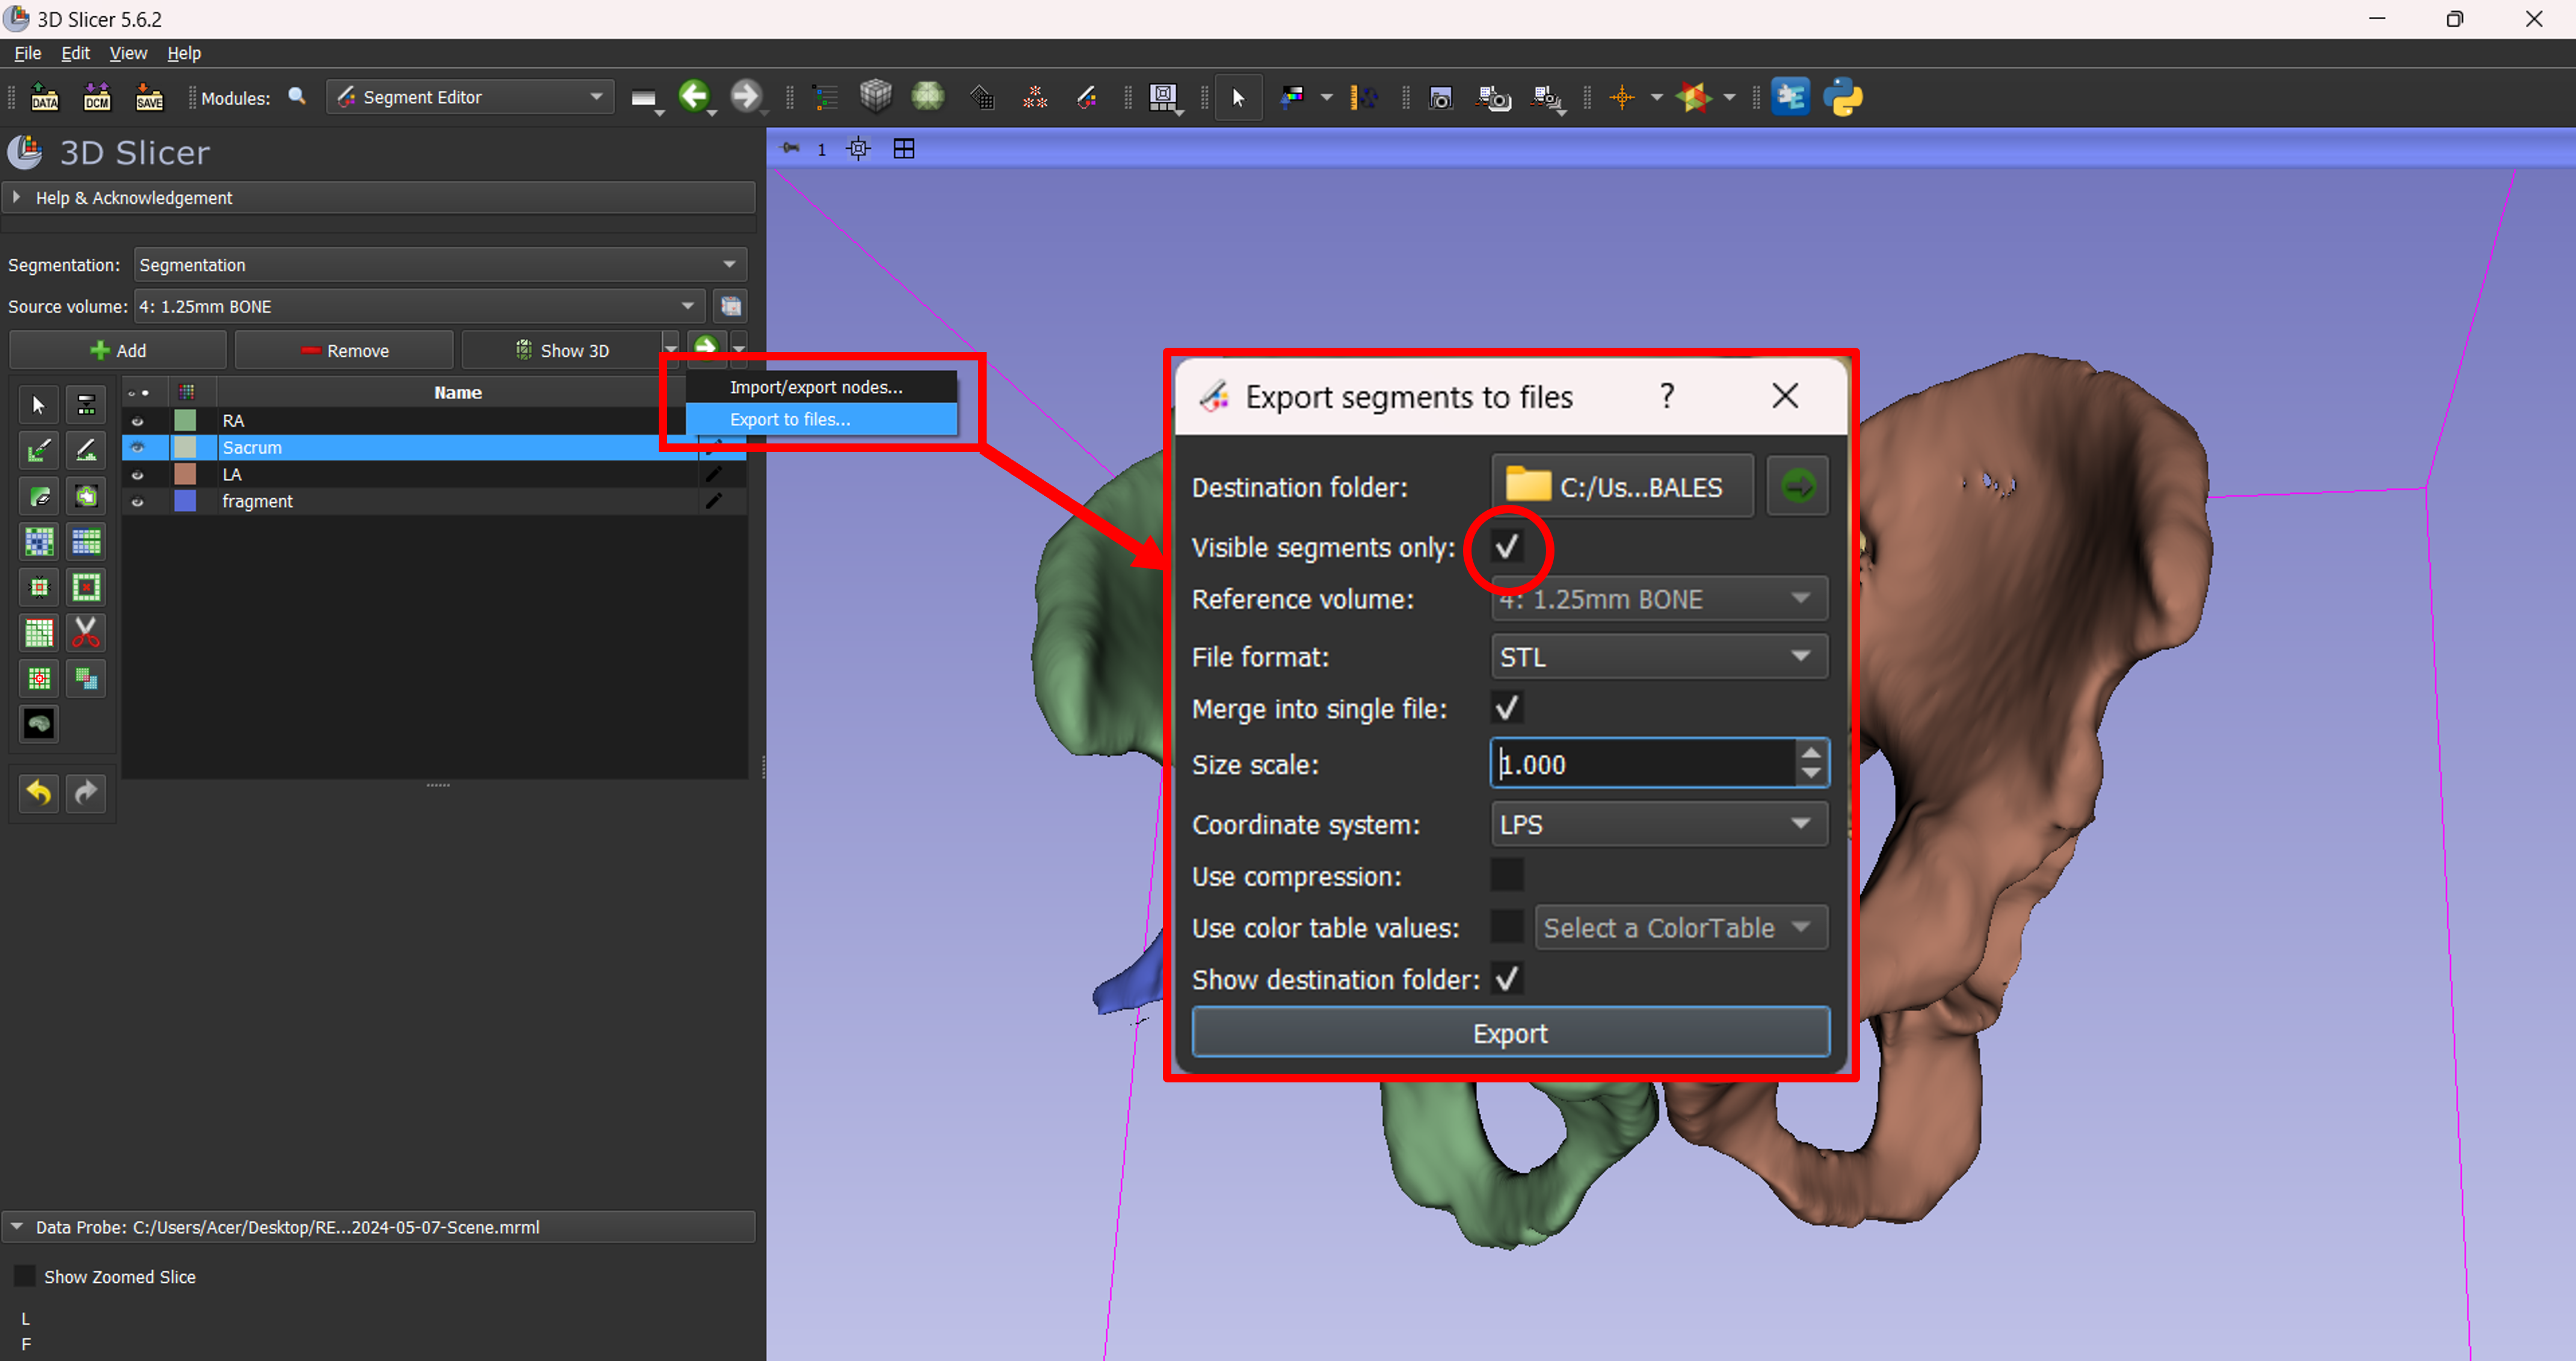 3D Slicer 5.6.2
File Edit View Help
DATA DCM SAVE Modules: Segment Editor
3D Slicer
1
Help & Acknowledgement
Segmentation: Segmentation
Source volume: 4: 1.25mm BONE
Add Remove Show 3D
Name
Import/export nodes...
Export to files...
RA
Sacrum
LA
fragment
Export segments to files ?
Destination folder: C:/Us...BALES
Visible segments only:
Reference volume: 4: 1.25mm BONE
File format: STL
Merge into single file:
Size scale: 1.000
Coordinate system: LPS
Use compression:
Use color table values: Select a ColorTable
Show destination folder:
Export
Data Probe: C:/Users/Acer/Desktop/RE...2024-05-07-Scene.mrml
Show Zoomed Slice
L
F